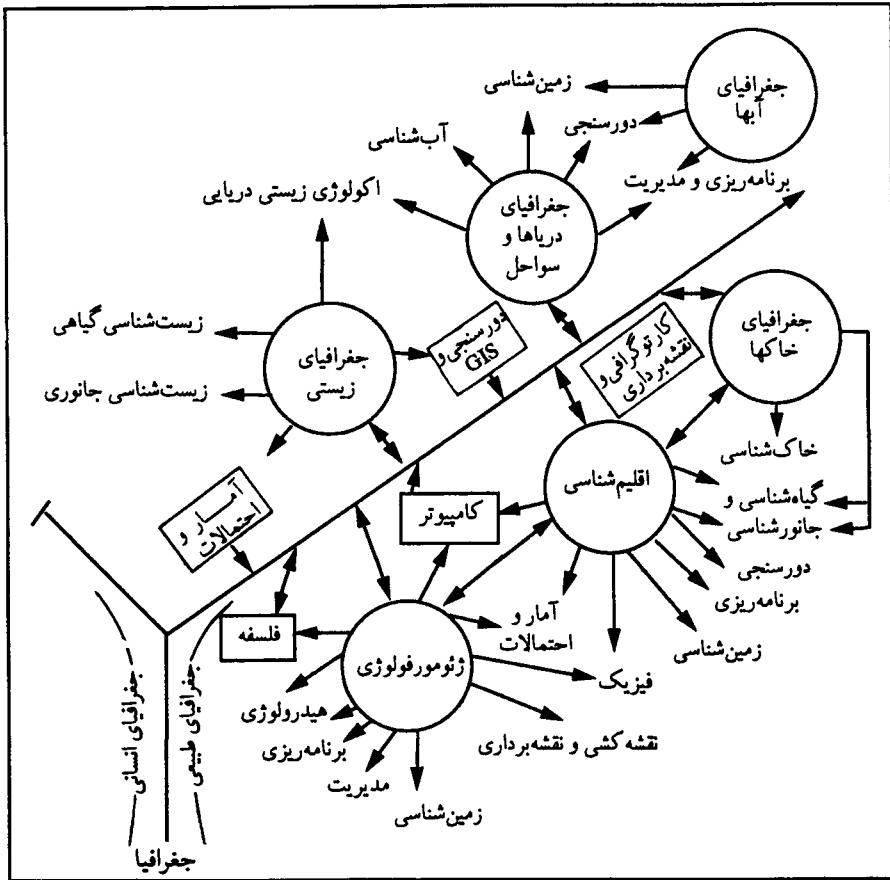 جغرافیای
آبها
زمین‌شناسی
دورسنجی
برنامه‌ریزی و مدیریت
آب‌شناسی
اکولوژی زیستی دریایی
جغرافیای
دریاها و
سواحل
جغرافیای
خاکها
کارتوگرافی و
نقشه‌برداری
دورسنجی و
GIS
جغرافیای
زیستی
زیست‌شناسی گیاهی
زیست‌شناسی جانوری
خاک‌شناسی
گیاه‌شناسی و
جانورشناسی
دورسنجی
برنامه‌ریزی
زمین‌شناسی
اقلیم‌شناسی
کامپیوتر
آمار و
احتمالات
آمار و
احتمالات
فیزیک
فلسفه
ژئومورفولوژی
هیدرولوژی
برنامه‌ریزی
مدیریت
زمین‌شناسی
نقشه کشی و نقشه‌برداری
جغرافیای طبیعی
جغرافیای انسانی
جغرافیا